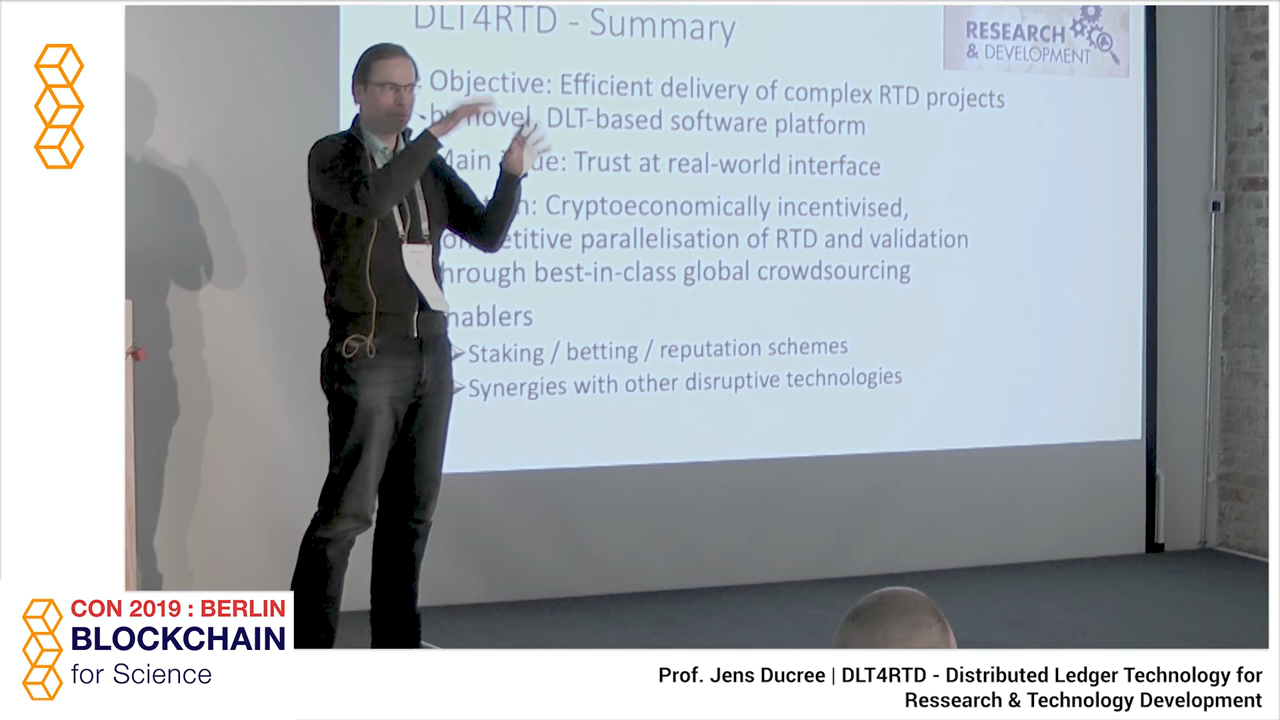 DLT4RTD - Summary
RESEARCH
& DEVELOPMENT
Objective: Efficient delivery of complex RTD projects
by novel, DLT-based software platform
Trust at real-world interface
Cryptoeconomically incentivised,
parallelisation of RTD and validation
through best-in-class global crowdsourcing
Enablers
Staking / betting / reputation schemes
Synergies with other disruptive technologies
CON 2019 : BERLIN
BLOCKCHAIN
for Science
Prof. Jens Ducree | DLT4RTD - Distributed Ledger Technology for
Ressearch & Technology Development